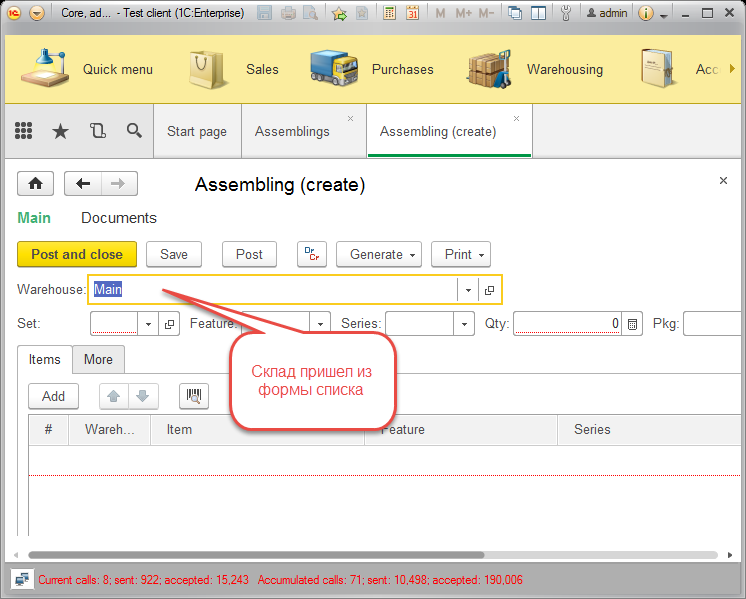 Core, ad... - Test client (1C:Enterprise)
M M+ M- admin
Quick menu Sales Purchases Warehousing Acc
Start page Assemblings Assembling (create)
Assembling (create)
Main Documents
Post and close Save Post Dr Cr Generate Print
Warehouse: Main
Set: Feature: Series: Qty: 0 Pkg:
Склад пришел из
формы списка
Items More
Add
# Wareh... Item Feature Series
Current calls: 8; sent: 922; accepted: 15,243 Accumulated calls: 71; sent: 10,498; accepted: 190,006